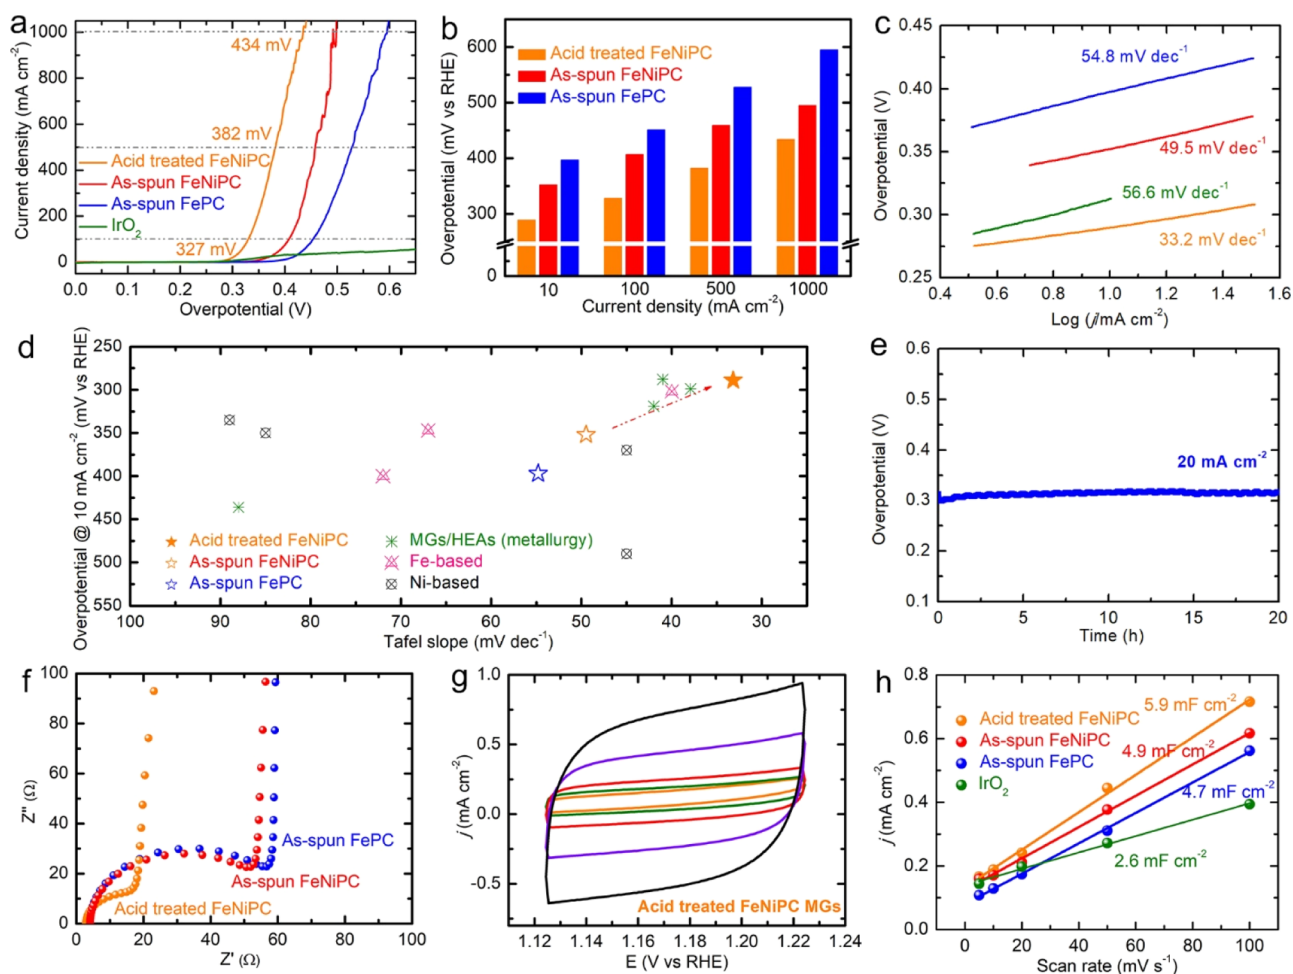 a
1000
800
600
400
200
0
Current density (mA cm-2)
434 mV
382 mV
327 mV
Acid treated FeNiPC
As-spun FeNiPC
As-spun FePC
IrO2
0.0 0.1 0.2 0.3 0.4 0.5 0.6
Overpotential (V)
b
600
500
400
300
0
Overpotential (mV vs RHE)
Acid treated FeNiPC
As-spun FeNiPC
As-spun FePC
10 100 500 1000
Current density (mA cm-2)
c
0.45
0.40
0.35
0.30
0.25
Overpotential (V)
54.8 mV dec-1
49.5 mV dec-1
56.6 mV dec-1
33.2 mV dec-1
0.4 0.6 0.8 1.0 1.2 1.4 1.6
Log (j/mA cm-2)
d
250
300
350
400
450
500
550
Overpotential @ 10 mA cm-2 (mV vs RHE)
Acid treated FeNiPC
As-spun FeNiPC
As-spun FePC
MGs/HEAs (metallurgy)
Fe-based
Ni-based
100 90 80 70 60 50 40 30
Tafel slope (mV dec-1)
e
0.6
0.5
0.4
0.3
0.2
0.1
Overpotential (V)
20 mA cm-2
0 5 10 15 20
Time (h)
f
100
80
60
40
20
0
Z'' (Ω)
As-spun FePC
As-spun FeNiPC
Acid treated FeNiPC
0 20 40 60 80 100
Z' (Ω)
g
1.0
0.5
0.0
-0.5
j (mA cm-2)
Acid treated FeNiPC MGs
1.12 1.14 1.16 1.18 1.20 1.22 1.24
E (V vs RHE)
h
0.8
0.6
0.4
0.2
0.0
j (mA cm-2)
Acid treated FeNiPC
As-spun FeNiPC
As-spun FePC
IrO2
5.9 mF cm-2
4.9 mF cm-2
4.7 mF cm-2
2.6 mF cm-2
0 20 40 60 80 100
Scan rate (mV s-1)